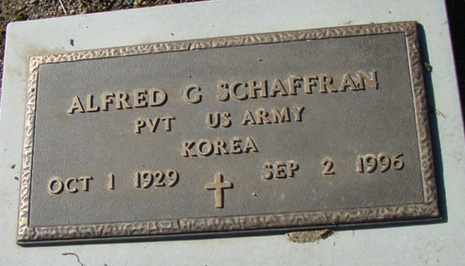 ALFRED G SCHAFFRAN
PVT US ARMY
KOREA
OCT 1 1929 SEP 2 1996